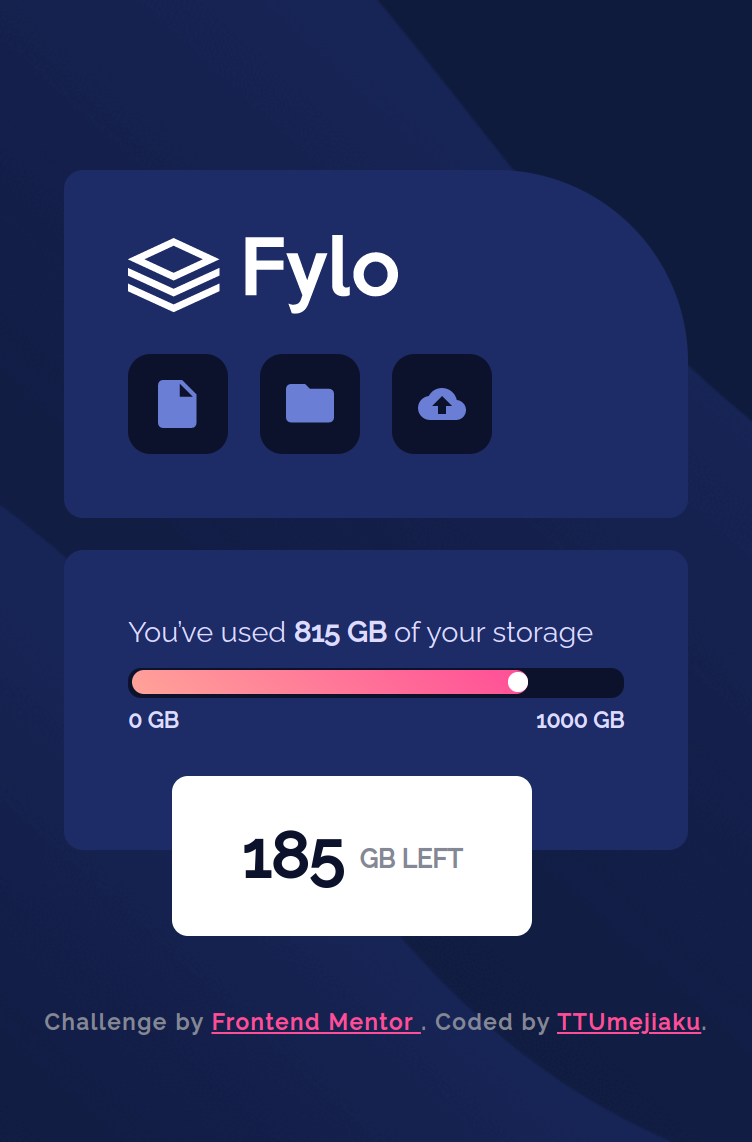 Fylo
You’ve used 815 GB of your storage
0 GB 1000 GB
185 GB LEFT
Challenge by Frontend Mentor . Coded by TTUmejiaku.